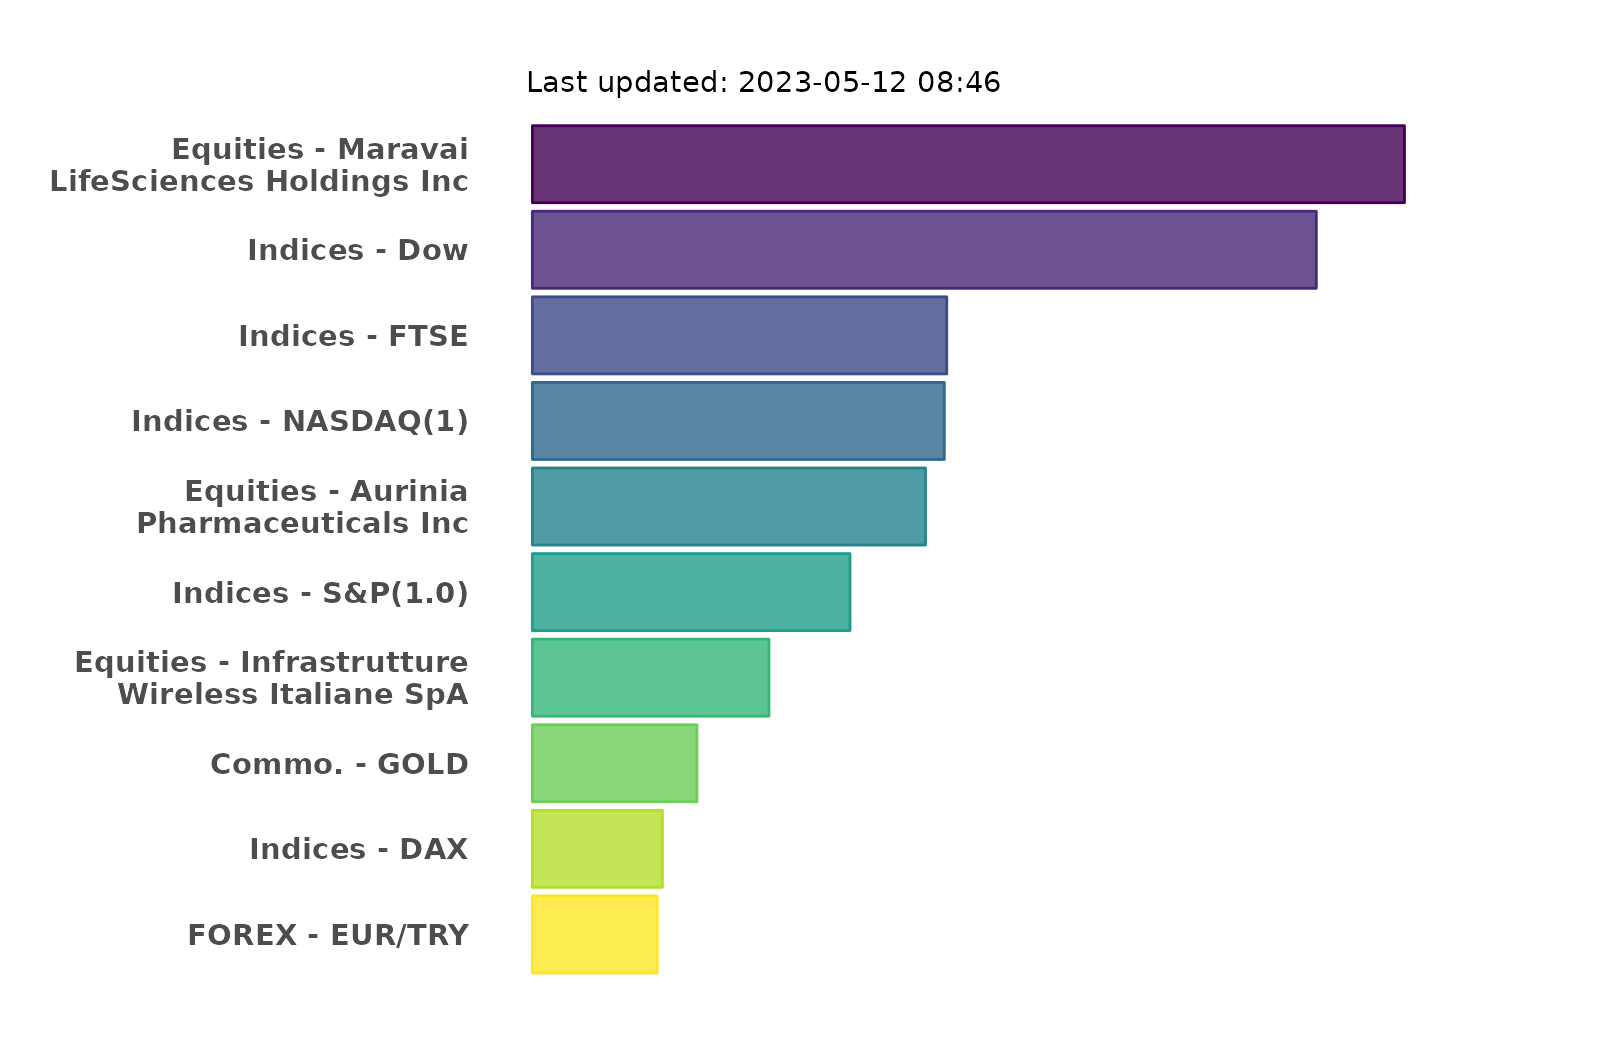 Last updated: 2023-05-12 08:46
Equities - Maravai
LifeSciences Holdings Inc
Indices - Dow
Indices - FTSE
Indices - NASDAQ(1)
Equities - Aurinia
Pharmaceuticals Inc
Indices - S&P(1.0)
Equities - Infrastrutture
Wireless Italiane SpA
Commo. - GOLD
Indices - DAX
FOREX - EUR/TRY